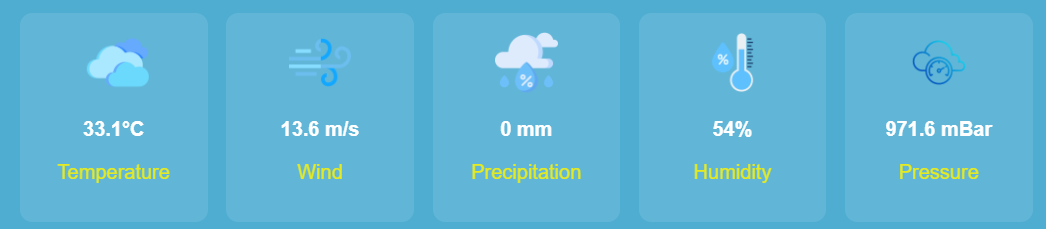 %
%
33.1°C
13.6 m/s
0 mm
54%
971.6 mBar
Temperature
Wind
Precipitation
Humidity
Pressure